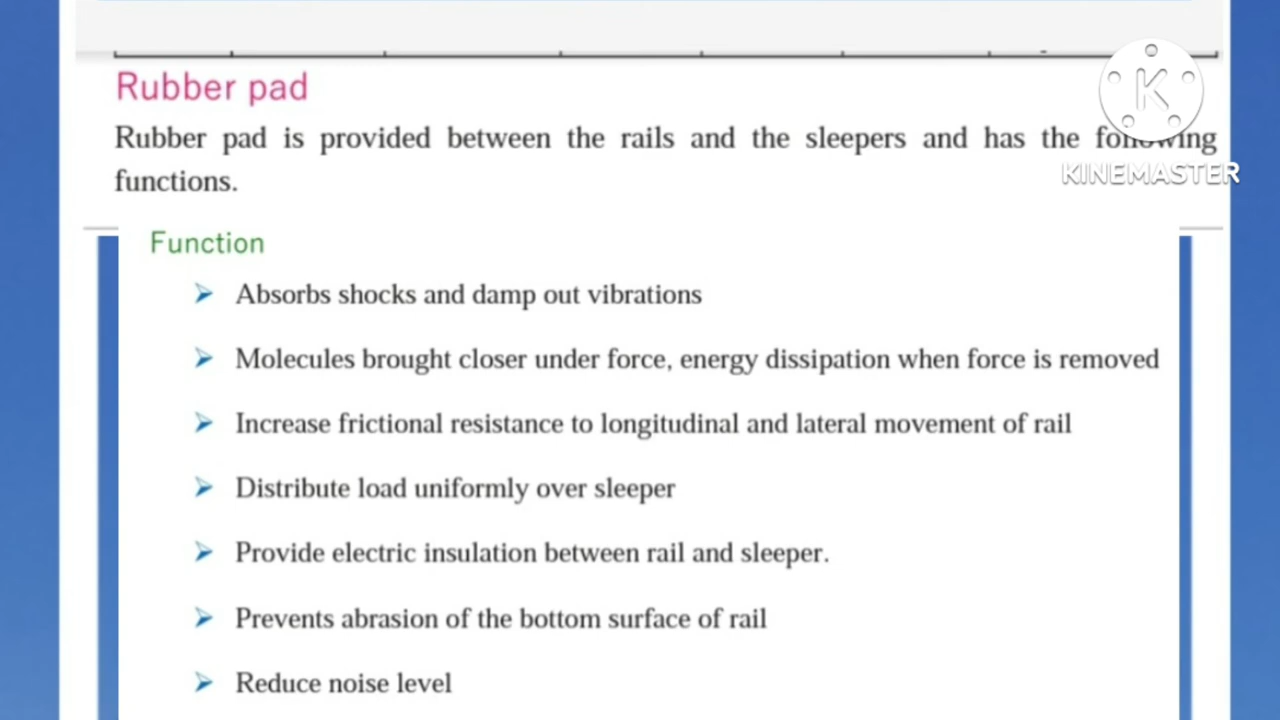 Rubber pad
Rubber pad is provided between the rails and the sleepers and has the following
functions.
K
KINEMASTER
Function
Absorbs shocks and damp out vibrations
Molecules brought closer under force, energy dissipation when force is removed
Increase frictional resistance to longitudinal and lateral movement of rail
Distribute load uniformly over sleeper
Provide electric insulation between rail and sleeper.
Prevents abrasion of the bottom surface of rail
Reduce noise level